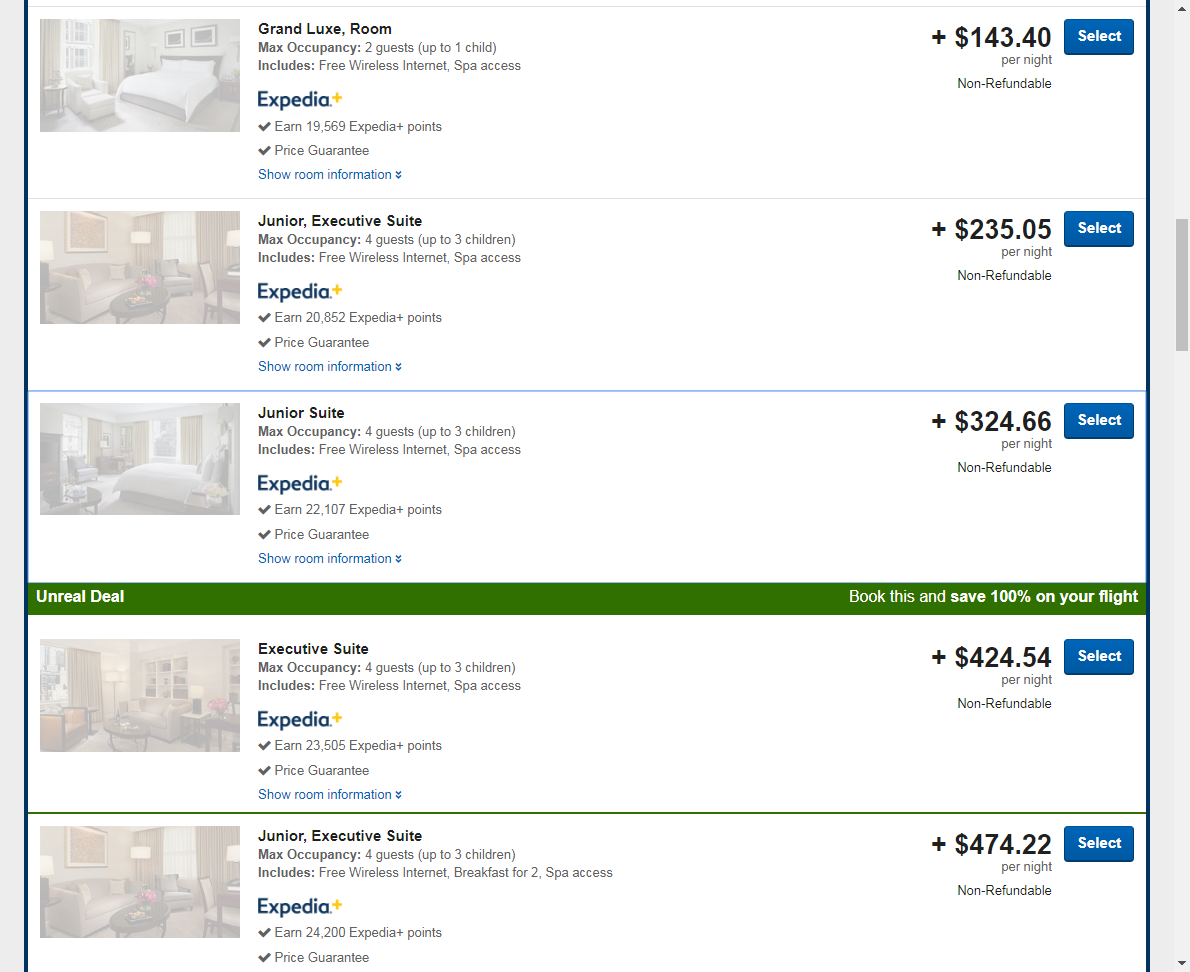 Grand Luxe, Room
Max Occupancy: 2 guests (up to 1 child)
Includes: Free Wireless Internet, Spa access
Expedia+
Earn 19,569 Expedia+ points
Price Guarantee
Show room information
+ $143.40
per night
Non-Refundable
Select
Junior, Executive Suite
Max Occupancy: 4 guests (up to 3 children)
Includes: Free Wireless Internet, Spa access
Expedia+
Earn 20,852 Expedia+ points
Price Guarantee
Show room information
+ $235.05
per night
Non-Refundable
Select
Junior Suite
Max Occupancy: 4 guests (up to 3 children)
Includes: Free Wireless Internet, Spa access
Expedia+
Earn 22,107 Expedia+ points
Price Guarantee
Show room information
+ $324.66
per night
Non-Refundable
Select
Unreal Deal
Book this and save 100% on your flight
Executive Suite
Max Occupancy: 4 guests (up to 3 children)
Includes: Free Wireless Internet, Spa access
Expedia+
Earn 23,505 Expedia+ points
Price Guarantee
Show room information
+ $424.54
per night
Non-Refundable
Select
Junior, Executive Suite
Max Occupancy: 4 guests (up to 3 children)
Includes: Free Wireless Internet, Breakfast for 2, Spa access
Expedia+
Earn 24,200 Expedia+ points
Price Guarantee
+ $474.22
per night
Non-Refundable
Select